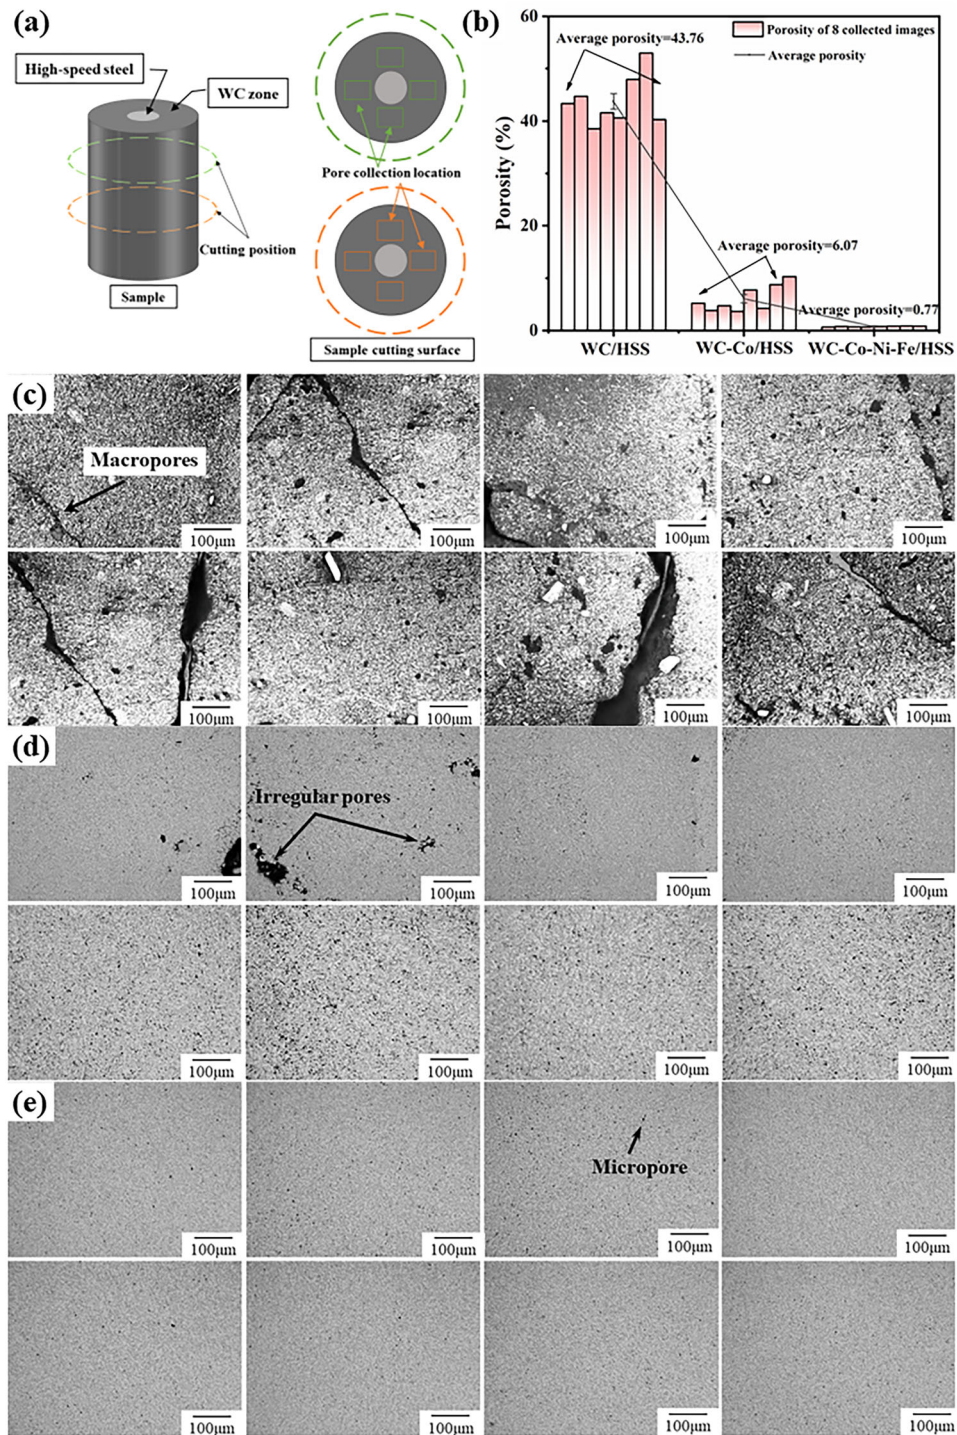 (a)
High-speed steel
WC zone
Cutting position
Sample
Pore collection location
Sample cutting surface
(b)
Porosity (%)
60
40
20
0
Porosity of 8 collected images
Average porosity
Average porosity=43.76
Average porosity=6.07
Average porosity=0.77
WC/HSS
WC-Co/HSS
WC-Co-Ni-Fe/HSS
(c)
Macropores
100μm
100μm
100μm
100μm
100μm
100μm
100μm
100μm
(d)
Irregular pores
100μm
100μm
100μm
100μm
100μm
100μm
100μm
100μm
(e)
Micropore
100μm
100μm
100μm
100μm
100μm
100μm
100μm
100μm